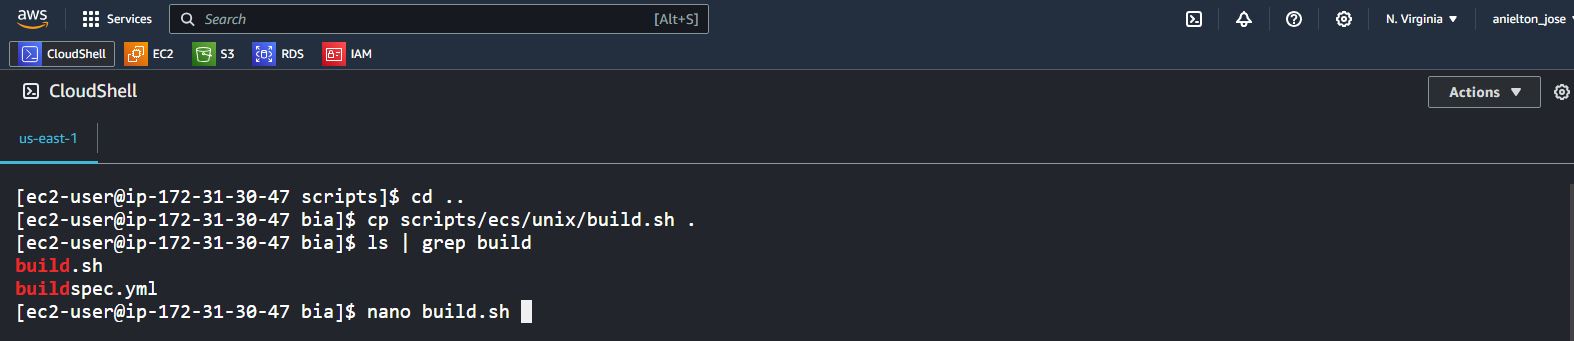 aws Services Search [Alt+S] N. Virginia anielton_jose
CloudShell EC2 S3 RDS IAM
CloudShell Actions
us-east-1
[ec2-user@ip-172-31-30-47 scripts]$ cd ..
[ec2-user@ip-172-31-30-47 bia]$ cp scripts/ecs/unix/build.sh .
[ec2-user@ip-172-31-30-47 bia]$ ls | grep build
build.sh
buildspec.yml
[ec2-user@ip-172-31-30-47 bia]$ nano build.sh